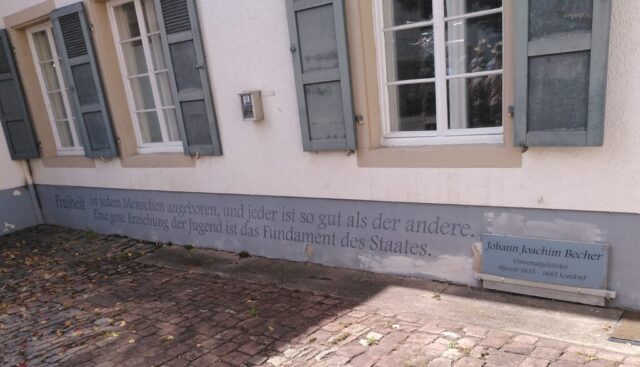 Freiheit ist jedem Menschen angeboren, und jeder ist so gut als der andere.
Eine gute Erziehung der Jugend ist das Fundament des Staates.
Johann Joachim Becher
Universalgelehrter
(Speyer 1635 - 1682 London)